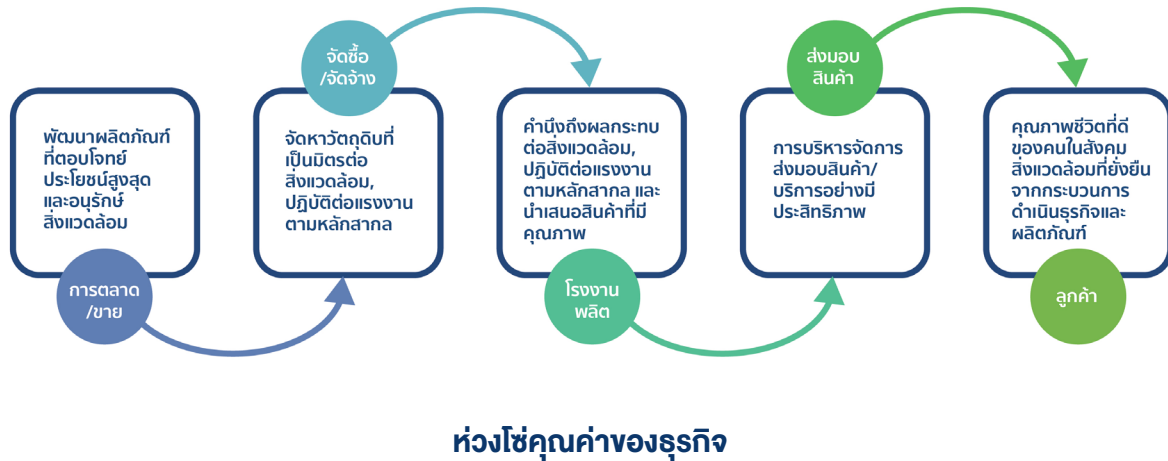 พัฒนาผลิตภัณฑ์
ที่ตอบโจทย์
ประโยชน์สูงสุด
และอนุรักษ์
สิ่งแวดล้อม
การตลาด
/ขาย
จัดซื้อ
/จัดจ้าง
จัดหาวัตถุดิบที่
เป็นมิตรต่อ
สิ่งแวดล้อม,
ปฏิบัติต่อแรงงาน
ตามหลักสากล
คำนึงถึงผลกระทบ
ต่อสิ่งแวดล้อม,
ปฏิบัติต่อแรงงาน
ตามหลักสากล และ
นำเสนอสินค้าที่มี
คุณภาพ
โรงงาน
พลิต
ส่งมอบ
สินค้า
การบริหารจัดการ
ส่งมอบสินค้า/
บริการอย่างมี
ประสิทธิภาพ
คุณภาพชีวิตที่ดี
ของคนในสังคม
สิ่งแวดล้อมที่ยั่งยืน
จากกระบวนการ
ดำเนินธุรกิจและ
ผลิตภัณฑ์
ลูกค้า
ห่วงโซ่คุณค่าของธุรกิจ